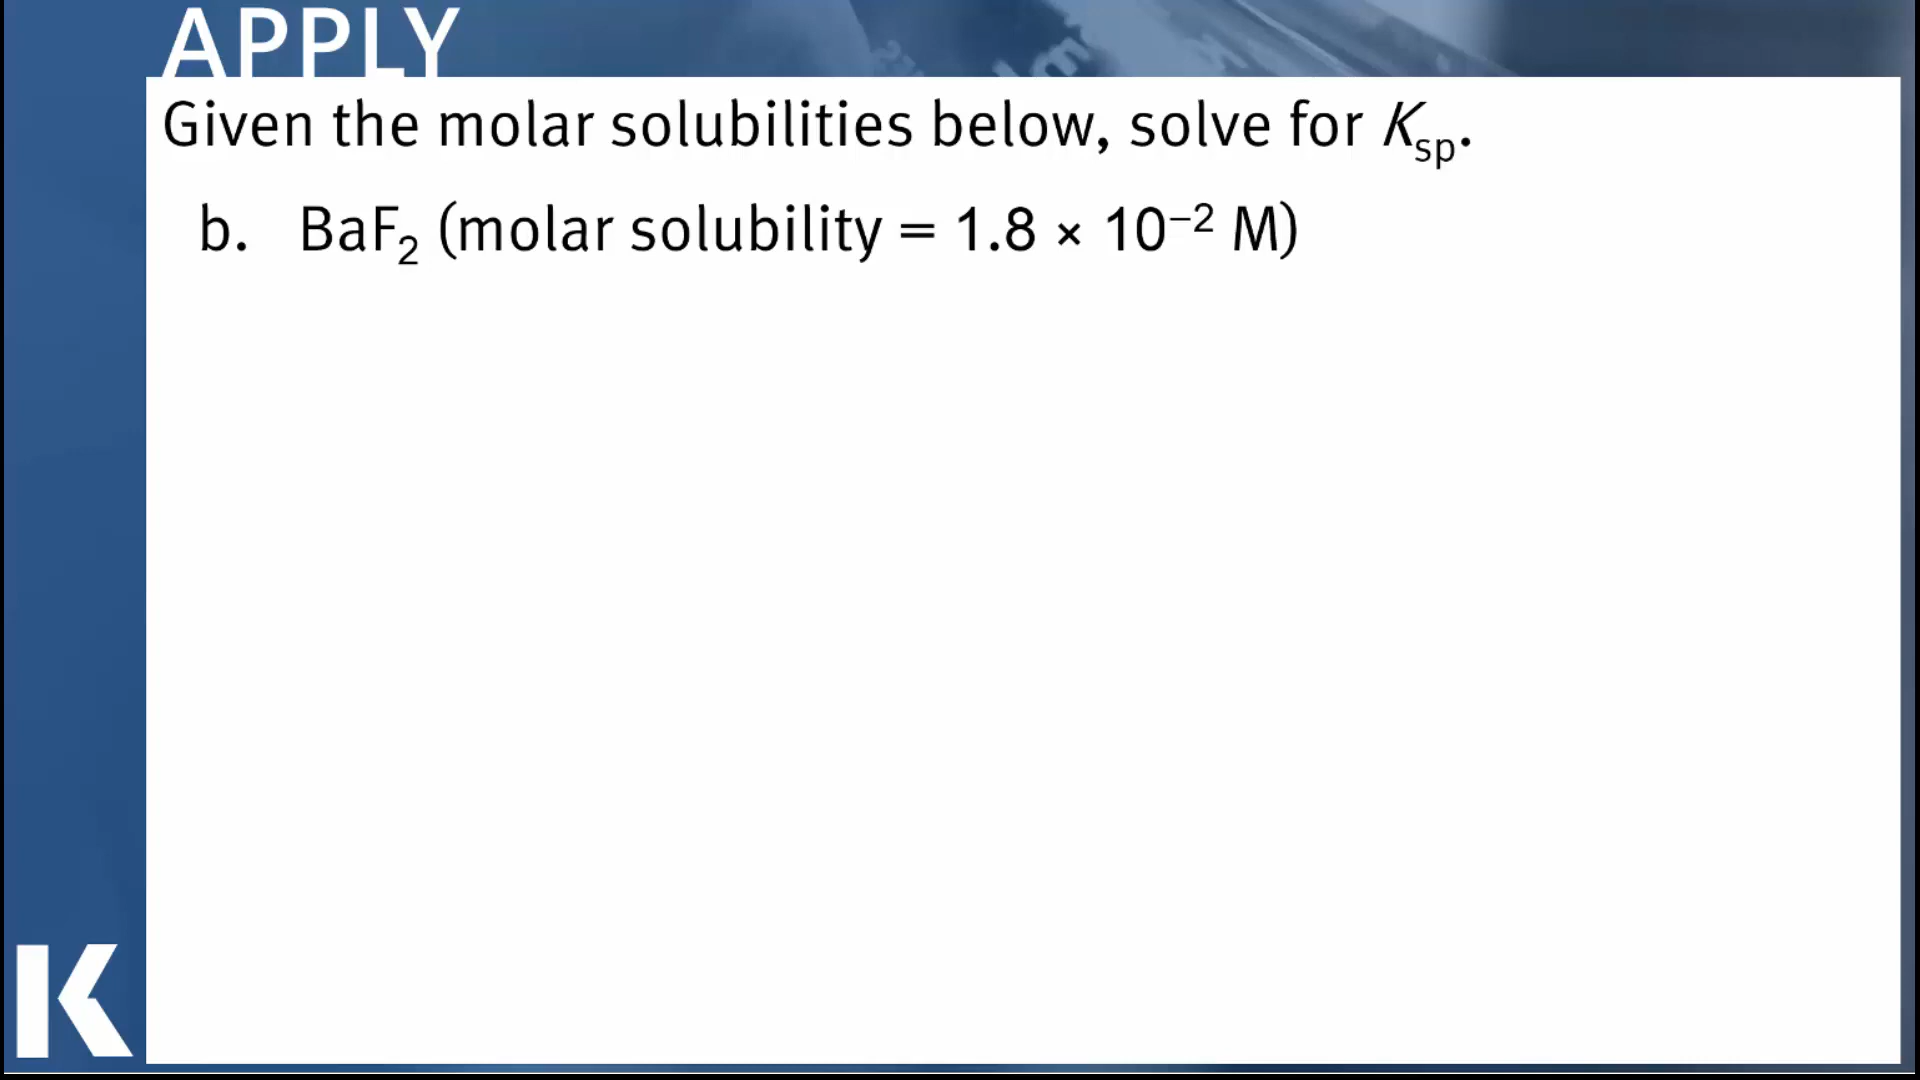 APPLY
Given the molar solubilities below, solve for Ksp.
b. BaF₂ (molar solubility = 1.8 × 10⁻² M)
K